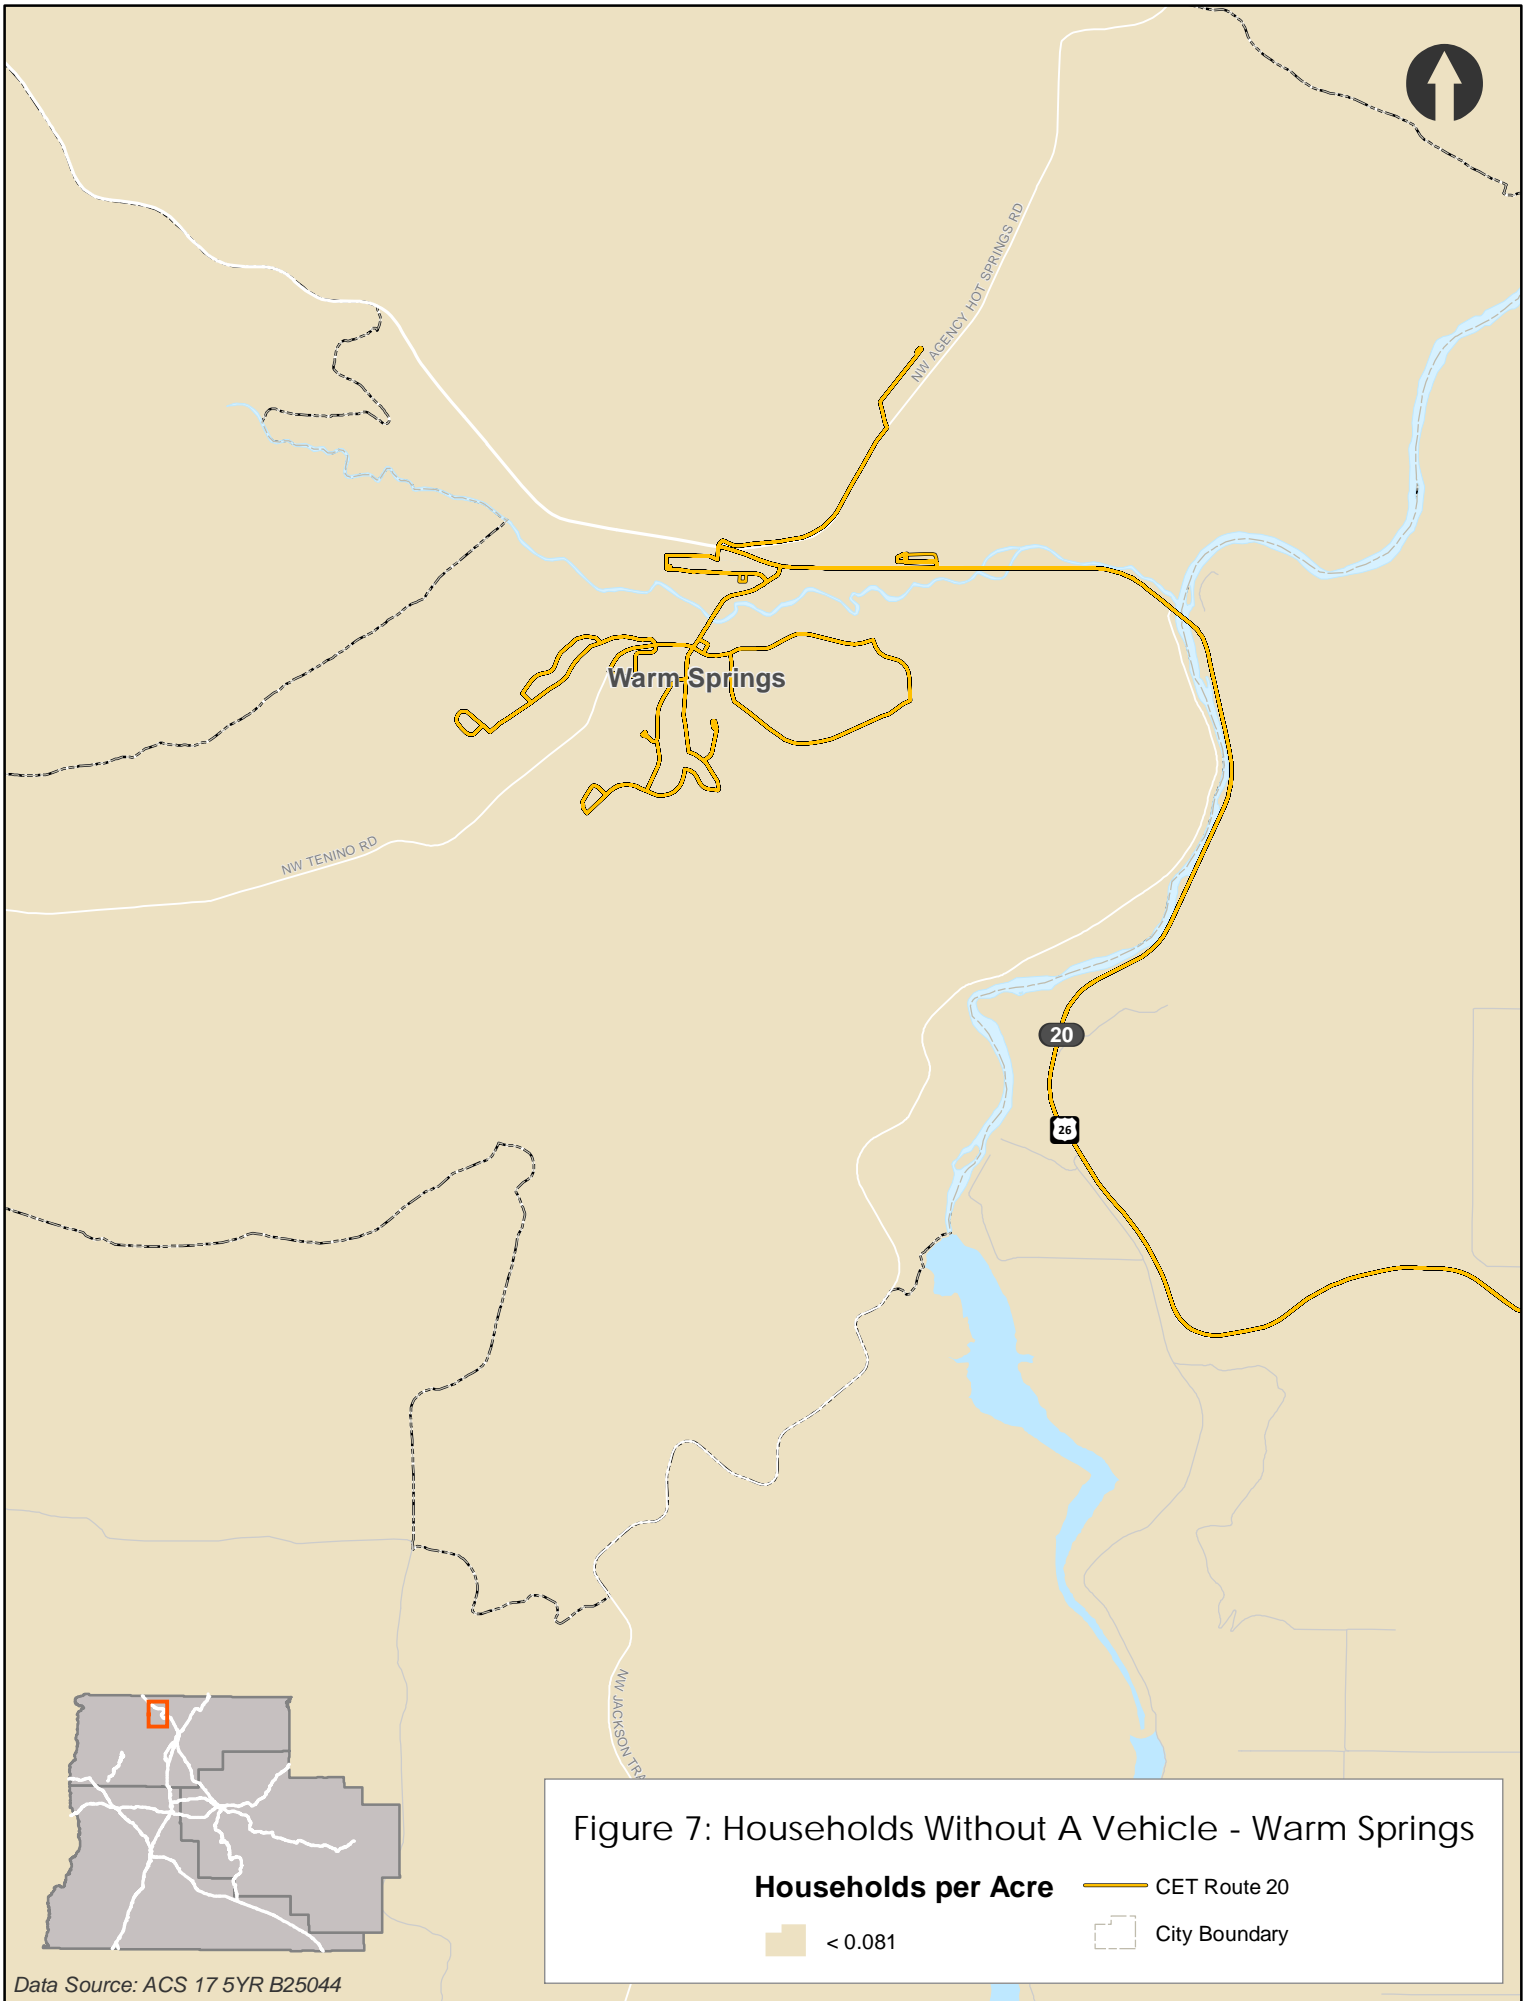 NW AGENCY HOT SPRINGS RD
Warm Springs
NW TENINO RD
20
26
NW JACKSON TRA
Figure 7: Households Without A Vehicle - Warm Springs
Households per Acre
CET Route 20
< 0.081
City Boundary
Data Source: ACS 17 5YR B25044